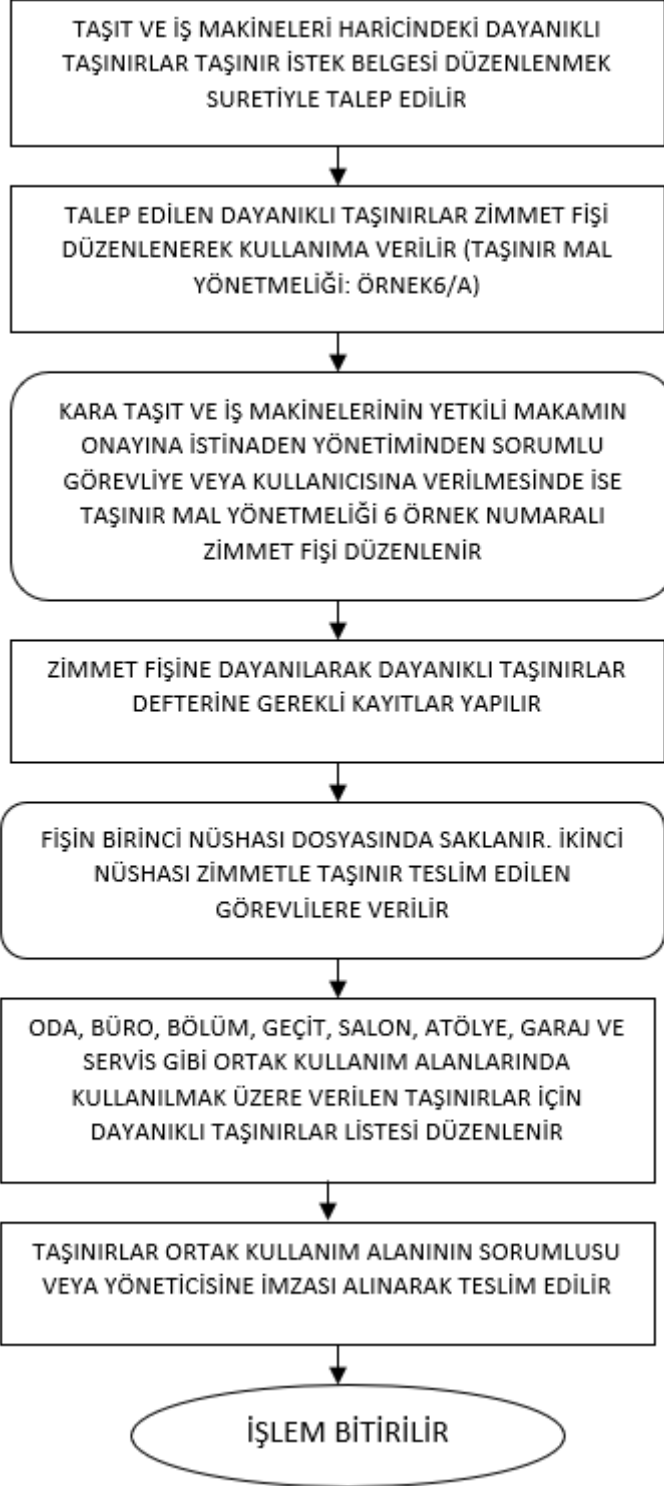 TAŞIT VE İŞ MAKİNELERİ HARİCİNDEKİ DAYANIKLI
TAŞINIRLAR TAŞINIR İSTEK BELGESİ DÜZENLENMEK
SURETİYLE TALEP EDİLİR
TALEP EDİLEN DAYANIKLI TAŞINIRLAR ZİMMET FİŞİ
DÜZENLENEREK KULLANIMA VERİLİR (TAŞINIR MAL
YÖNETMELİĞİ: ÖRNEK6/A)
KARA TAŞIT VE İŞ MAKİNELERİNİN YETKİLİ MAKAMIN
ONAYINA İSTİNADEN YÖNETİMİNDEN SORUMLU
GÖREVLİYE VEYA KULLANICISINA VERİLMESİNDE İSE
TAŞINIR MAL YÖNETMELİĞİ 6 ÖRNEK NUMARALI
ZİMMET FİŞİ DÜZENLENİR
ZİMMET FİŞİNE DAYANILARAK DAYANIKLI TAŞINIRLAR
DEFTERİNE GEREKLİ KAYITLAR YAPILIR
FİŞİN BİRİNCİ NÜSHASI DOSYASINDA SAKLANIR. İKİNCİ
NÜSHASI ZİMMETLE TAŞINIR TESLİM EDİLEN
GÖREVLİLERE VERİLİR
ODA, BÜRO, BÖLÜM, GEÇİT, SALON, ATÖLYE, GARAJ VE
SERVİS GİBİ ORTAK KULLANIM ALANLARINDA
KULLANILMAK ÜZERE VERİLEN TAŞINIRLAR İÇİN
DAYANIKLI TAŞINIRLAR LİSTESİ DÜZENLENİR
TAŞINIRLAR ORTAK KULLANIM ALANININ SORUMLUSU
VEYA YÖNETİCİSİNE İMZASI ALINARAK TESLİM EDİLİR
İŞLEM BİTİRİLİR